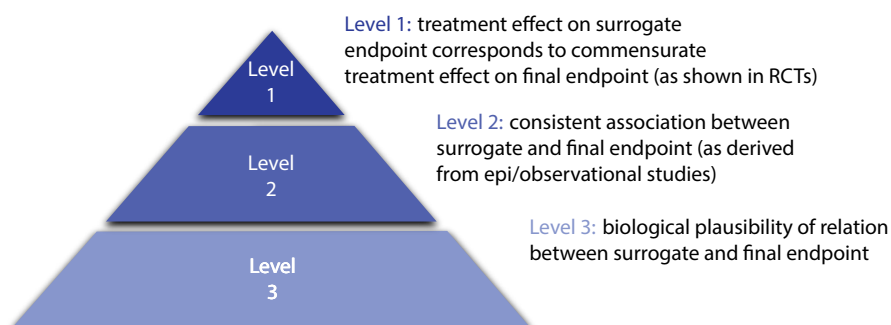 Level
1
Level 1: treatment effect on surrogate
endpoint corresponds to commensurate
treatment effect on final endpoint (as shown in RCTs)
Level
2
Level 2: consistent association between
surrogate and final endpoint (as derived
from epi/observational studies)
Level
3
Level 3: biological plausibility of relation
between surrogate and final endpoint